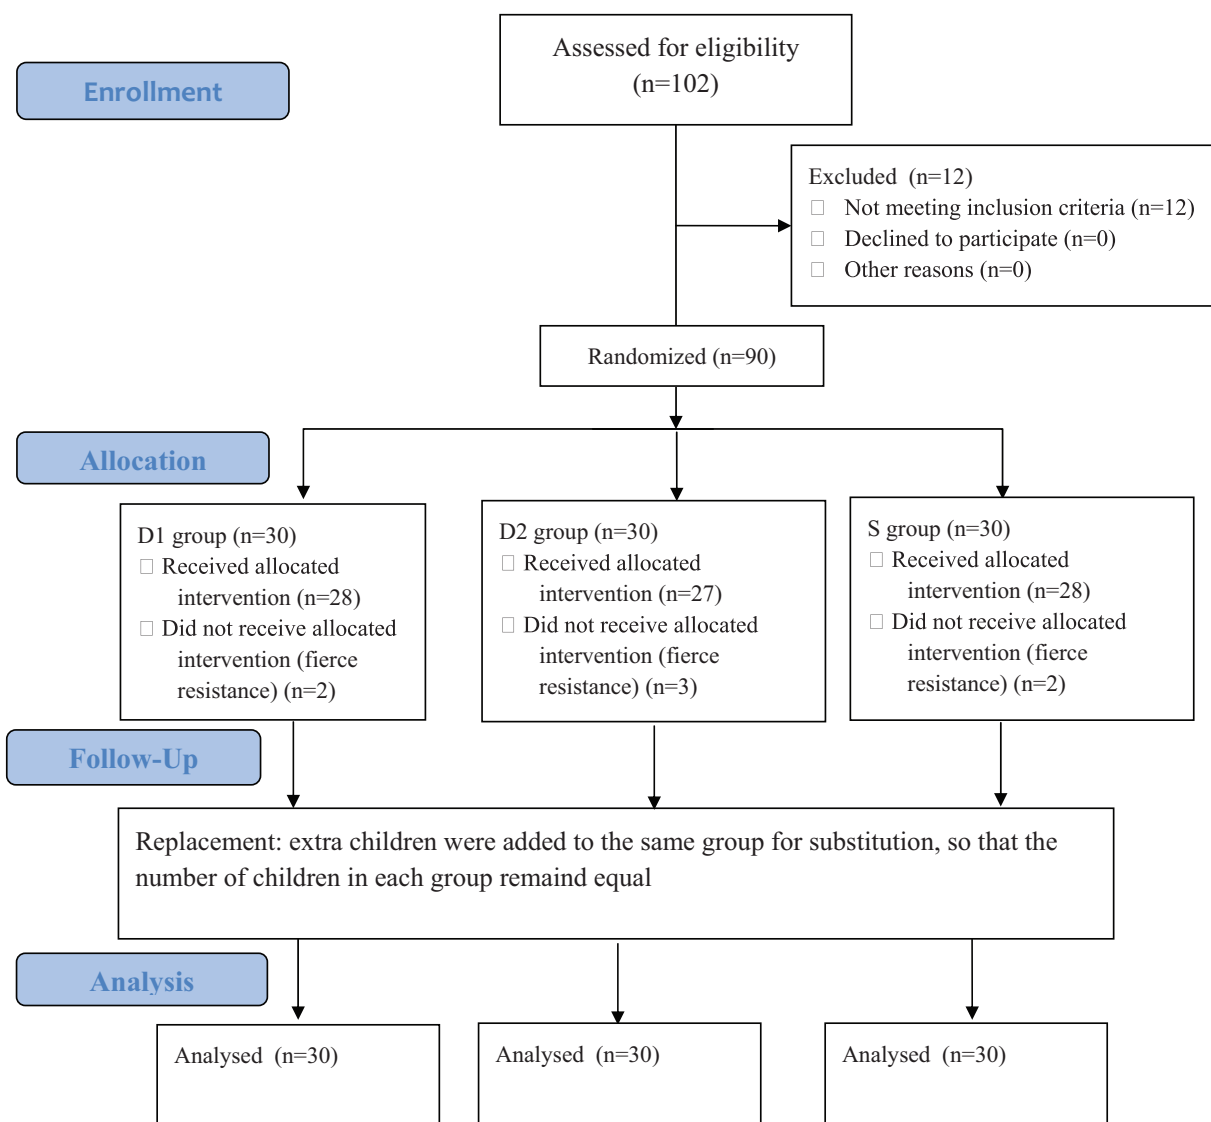 Assessed for eligibility
(n=102)
Enrollment
Excluded (n=12)
□ Not meeting inclusion criteria (n=12)
□ Declined to participate (n=0)
□ Other reasons (n=0)
Randomized (n=90)
Allocation
D1 group (n=30)
□ Received allocated
intervention (n=28)
□ Did not receive allocated
intervention (fierce
resistance) (n=2)
D2 group (n=30)
□ Received allocated
intervention (n=27)
□ Did not receive allocated
intervention (fierce
resistance) (n=3)
S group (n=30)
□ Received allocated
intervention (n=28)
□ Did not receive allocated
intervention (fierce
resistance) (n=2)
Follow-Up
Replacement: extra children were added to the same group for substitution, so that the
number of children in each group remaind equal
Analysis
Analysed (n=30)
Analysed (n=30)
Analysed (n=30)